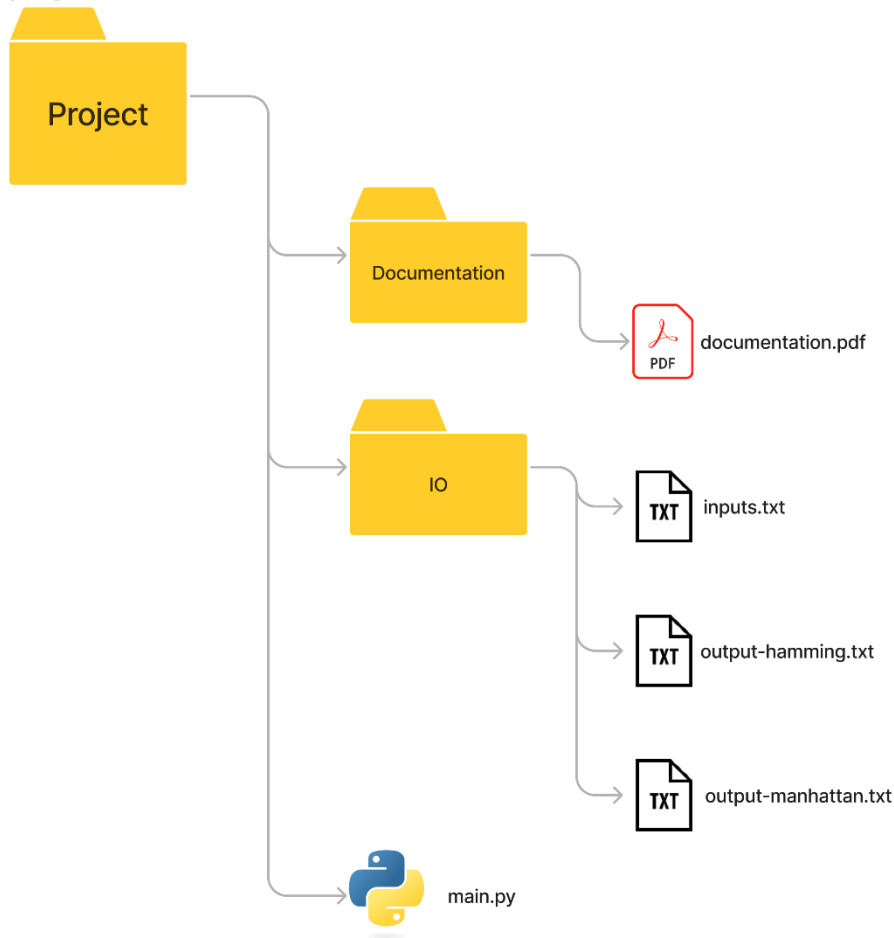 Project
Documentation
PDF
documentation.pdf
IO
TXT
inputs.txt
TXT
output-hamming.txt
TXT
output-manhattan.txt
main.py